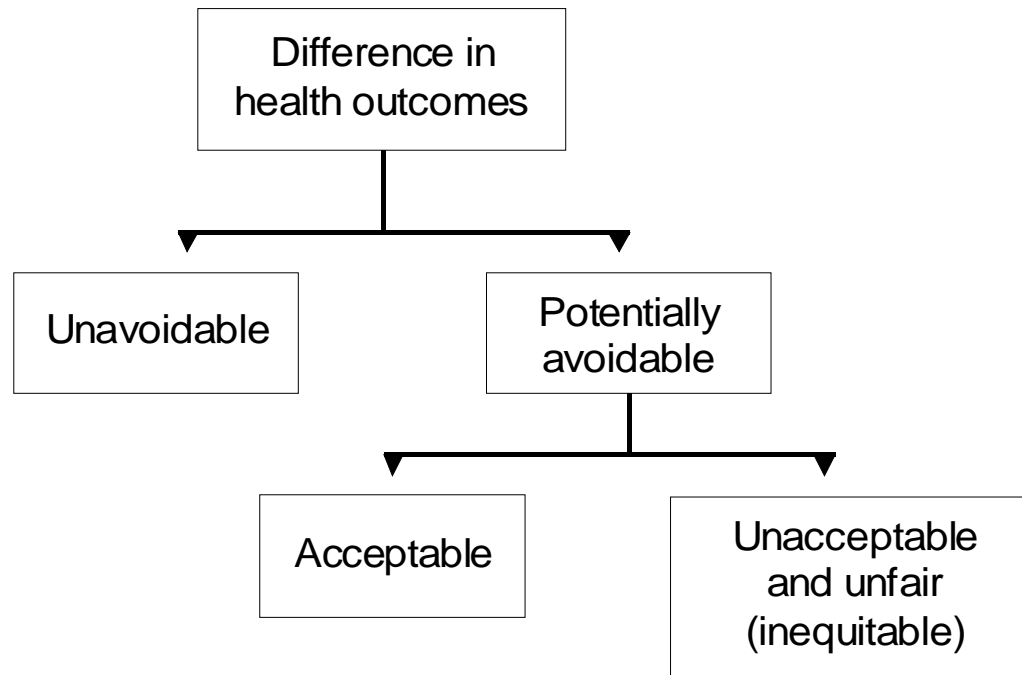 Difference in
health outcomes
Unavoidable
Potentially
avoidable
Acceptable
Unacceptable
and unfair
(inequitable)